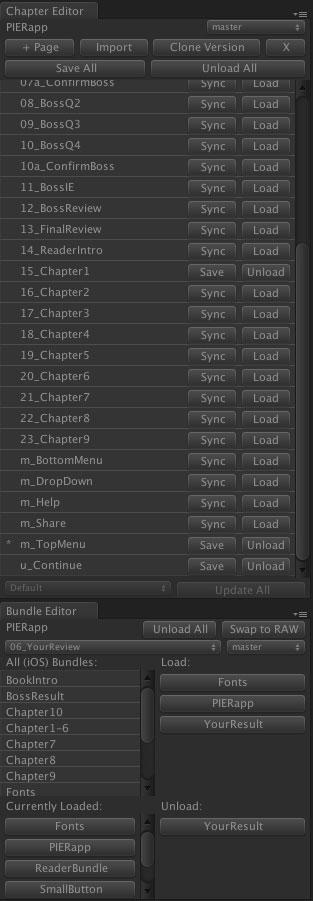 Chapter Editor
PIERapp master
+ Page Import Clone Version X
Save All Unload All
07a_ConfirmBoss Sync Load
08_BossQ2 Sync Load
09_BossQ3 Sync Load
10_BossQ4 Sync Load
10a_ConfirmBoss Sync Load
11_BossIE Sync Load
12_BossReview Sync Load
13_FinalReview Sync Load
14_ReaderIntro Sync Load
15_Chapter1 Save Unload
16_Chapter2 Sync Load
17_Chapter3 Sync Load
18_Chapter4 Sync Load
19_Chapter5 Sync Load
20_Chapter6 Sync Load
21_Chapter7 Sync Load
22_Chapter8 Sync Load
23_Chapter9 Sync Load
m_BottomMenu Sync Load
m_DropDown Sync Load
m_Help Sync Load
m_Share Sync Load
* m_TopMenu Save Unload
u_Continue Save Unload
Default Update All
Bundle Editor
PIERapp Unload All Swap to RAW
06_YourReview master
All (iOS) Bundles: Load:
BookIntro Fonts
BossResult PIERapp
Chapter10 YourResult
Chapter1-6
Chapter7
Chapter8
Chapter9
Fonts
Currently Loaded: Unload:
Fonts YourResult
PIERapp
ReaderBundle
SmallButton